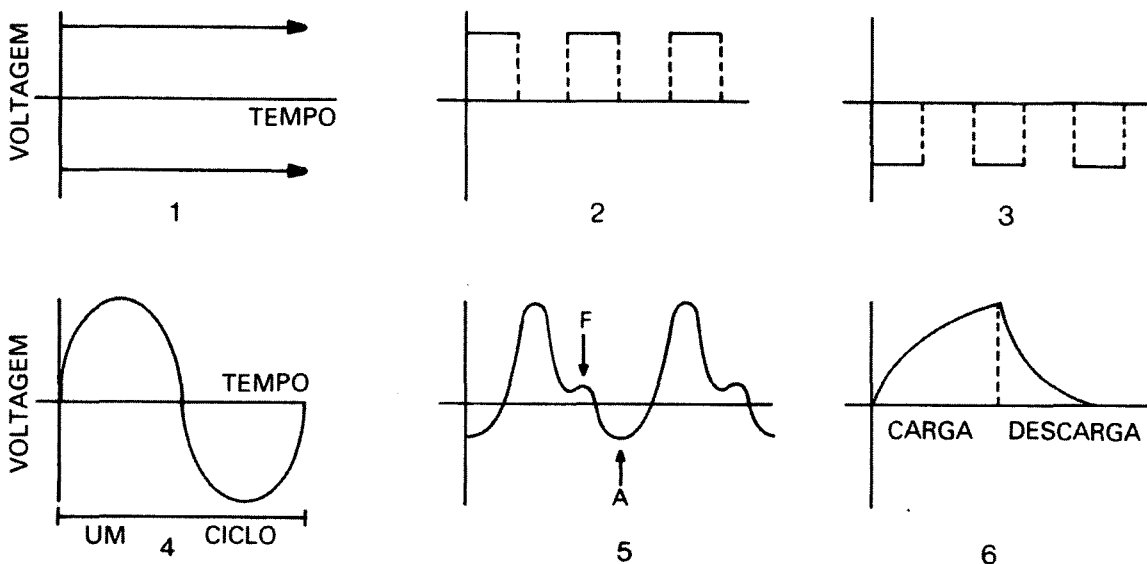 VOLTAGEM
TEMPO
1
2
3
VOLTAGEM
TEMPO
UM CICLO
4
F
A
5
CARGA DESCARGA
6